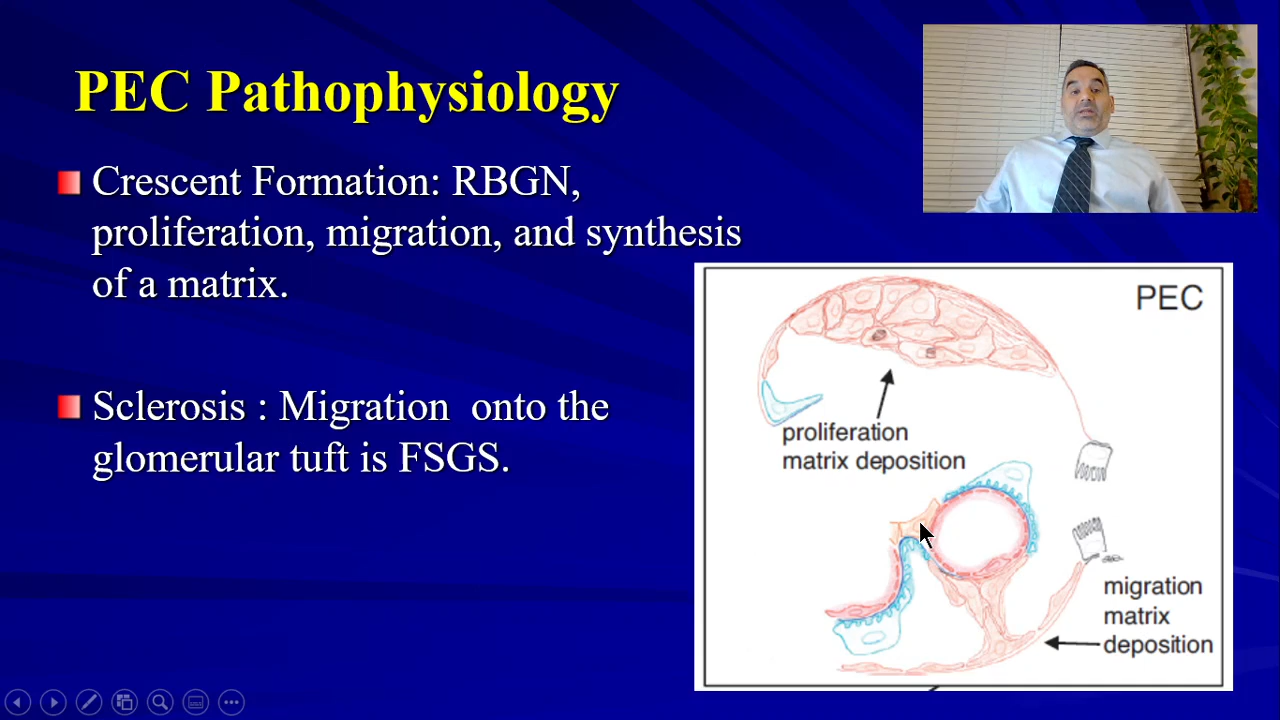 PEC Pathophysiology
Crescent Formation: RBGN,
proliferation, migration, and synthesis
of a matrix.
Sclerosis : Migration onto the
glomerular tuft is FSGS.
PEC
proliferation
matrix deposition
migration
matrix
deposition